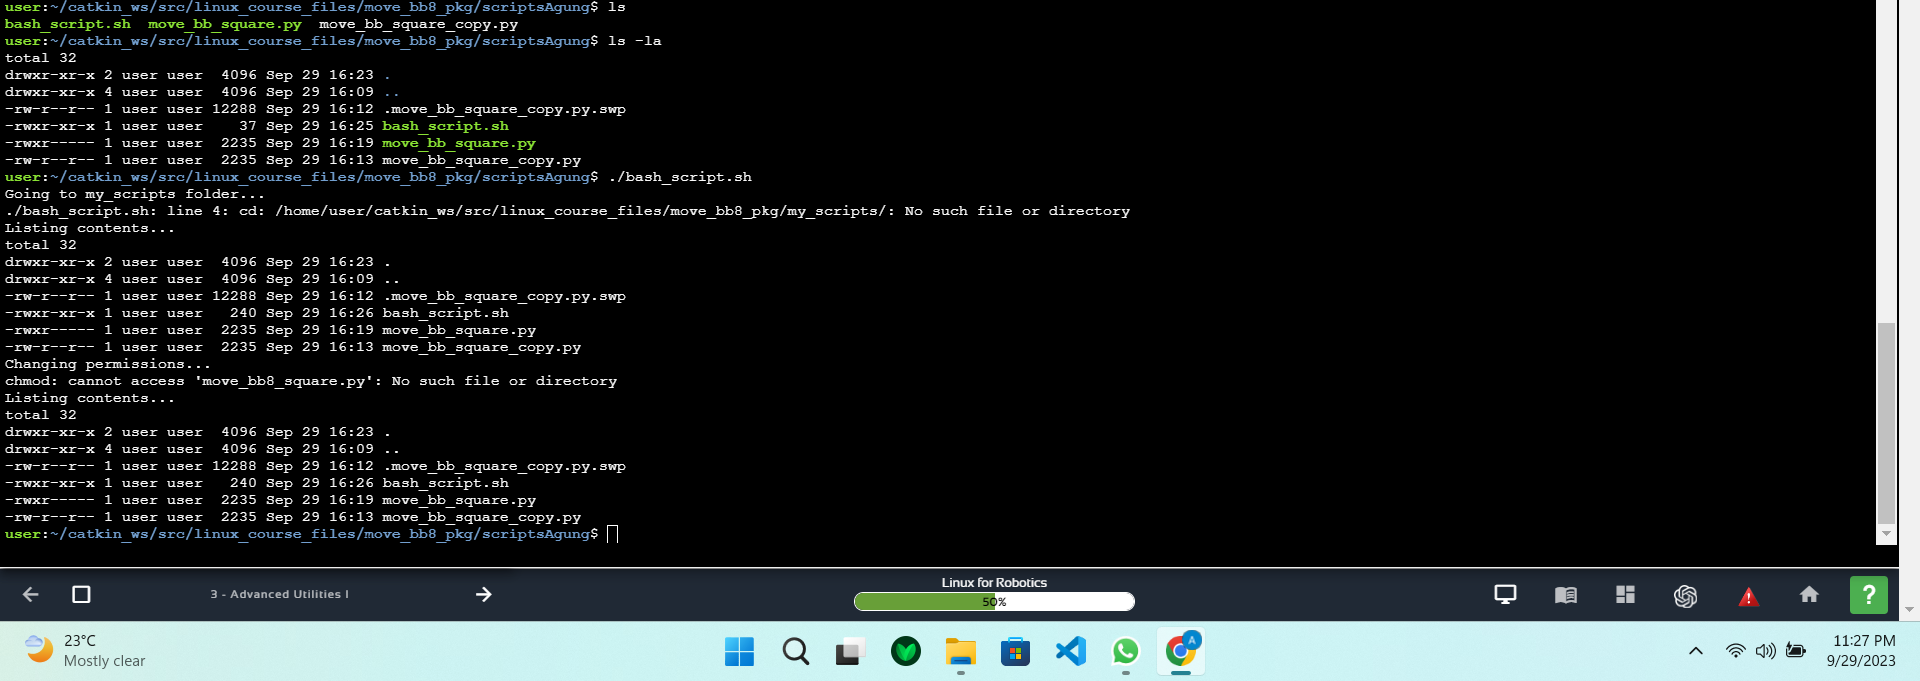 user:~/catkin_ws/src/linux_course_files/move_bb8_pkg/scriptsAgung$ ls
bash_script.sh  move_bb_square.py  move_bb_square_copy.py
user:~/catkin_ws/src/linux_course_files/move_bb8_pkg/scriptsAgung$ ls -la
total 32
drwxr-xr-x 2 user user  4096 Sep 29 16:23 .
drwxr-xr-x 4 user user  4096 Sep 29 16:09 ..
-rw-r--r-- 1 user user 12288 Sep 29 16:12 .move_bb_square_copy.py.swp
-rwxr-xr-x 1 user user    37 Sep 29 16:25 bash_script.sh
-rwxr----- 1 user user  2235 Sep 29 16:19 move_bb_square.py
-rw-r--r-- 1 user user  2235 Sep 29 16:13 move_bb_square_copy.py
user:~/catkin_ws/src/linux_course_files/move_bb8_pkg/scriptsAgung$ ./bash_script.sh
Going to my_scripts folder...
./bash_script.sh: line 4: cd: /home/user/catkin_ws/src/linux_course_files/move_bb8_pkg/my_scripts/: No such file or directory
Listing contents...
total 32
drwxr-xr-x 2 user user  4096 Sep 29 16:23 .
drwxr-xr-x 4 user user  4096 Sep 29 16:09 ..
-rw-r--r-- 1 user user 12288 Sep 29 16:12 .move_bb_square_copy.py.swp
-rwxr-xr-x 1 user user   240 Sep 29 16:26 bash_script.sh
-rwxr----- 1 user user  2235 Sep 29 16:19 move_bb_square.py
-rw-r--r-- 1 user user  2235 Sep 29 16:13 move_bb_square_copy.py
Changing permissions...
chmod: cannot access 'move_bb8_square.py': No such file or directory
Listing contents...
total 32
drwxr-xr-x 2 user user  4096 Sep 29 16:23 .
drwxr-xr-x 4 user user  4096 Sep 29 16:09 ..
-rw-r--r-- 1 user user 12288 Sep 29 16:12 .move_bb_square_copy.py.swp
-rwxr-xr-x 1 user user   240 Sep 29 16:26 bash_script.sh
-rwxr----- 1 user user  2235 Sep 29 16:19 move_bb_square.py
-rw-r--r-- 1 user user  2235 Sep 29 16:13 move_bb_square_copy.py
user:~/catkin_ws/src/linux_course_files/move_bb8_pkg/scriptsAgung$
Linux for Robotics
3 - Advanced Utilities I
50%
?
23°C
Mostly clear
A
11:27 PM
9/29/2023